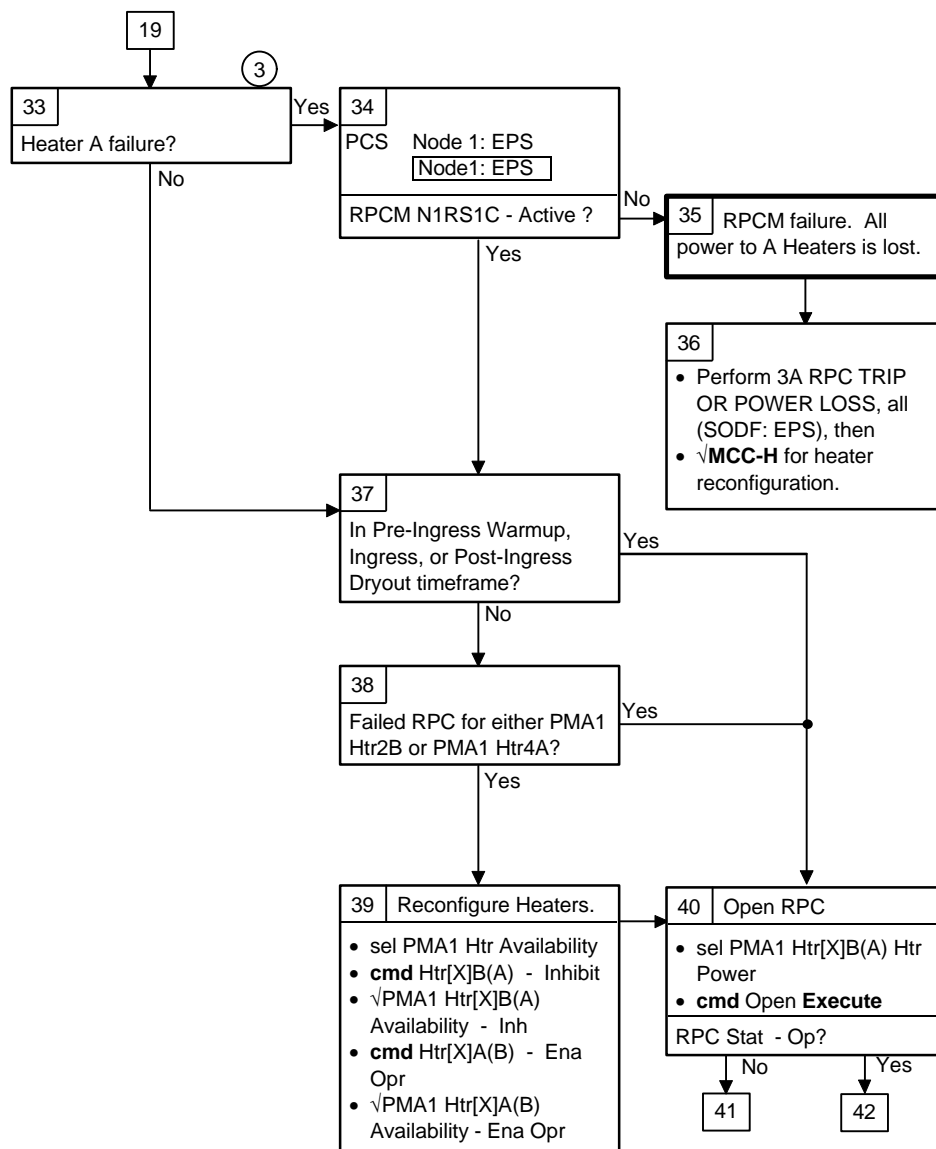 19
3
33
Heater A failure?
Yes
No
34
PCS Node 1: EPS
Node1: EPS
RPCM N1RS1C - Active ?
No
Yes
35 RPCM failure. All
power to A Heaters is lost.
36
• Perform 3A RPC TRIP
OR POWER LOSS, all
(SODF: EPS), then
• √MCC-H for heater
reconfiguration.
37
In Pre-Ingress Warmup,
Ingress, or Post-Ingress
Dryout timeframe?
Yes
No
38
Failed RPC for either PMA1
Htr2B or PMA1 Htr4A?
Yes
Yes
39 Reconfigure Heaters.
• sel PMA1 Htr Availability
• cmd Htr[X]B(A) - Inhibit
• √PMA1 Htr[X]B(A)
Availability - Inh
• cmd Htr[X]A(B) - Ena
Opr
• √PMA1 Htr[X]A(B)
Availability - Ena Opr
40 Open RPC
• sel PMA1 Htr[X]B(A) Htr
Power
• cmd Open Execute
RPC Stat - Op?
No
Yes
41
42